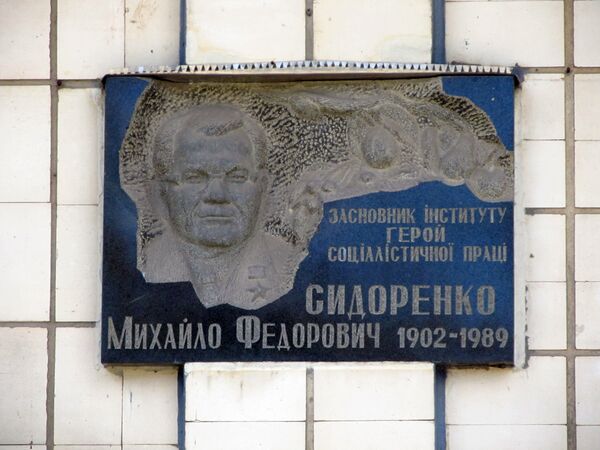 ЗАСНОВНИК ІНСТИТУТУ
ГЕРОЙ
СОЦІАЛІСТИЧНОЇ ПРАЦІ
СИДОРЕНКО
МИХАЙЛО ФЕДОРОВИЧ 1902-1989